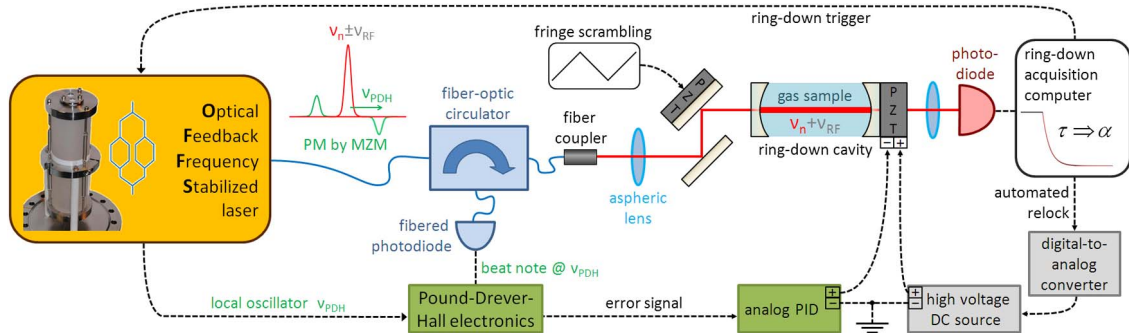 ring-down trigger
νn±νRF
νPDH
PM by MZM
Optical
Feedback
Frequency
Stabilized
laser
fiber-optic
circulator
fringe scrambling
fiber
coupler
PZT
aspheric
lens
gas sample
νn+νRF
ring-down cavity
PZT
− +
photo-
diode
ring-down
acquisition
computer
τ ⇒ α
automated
relock
digital-to-
analog
converter
fibered
photodiode
beat note @ νPDH
local oscillator νPDH
Pound-Drever-
Hall electronics
error signal
analog PID
+
−
+
−
high voltage
DC source